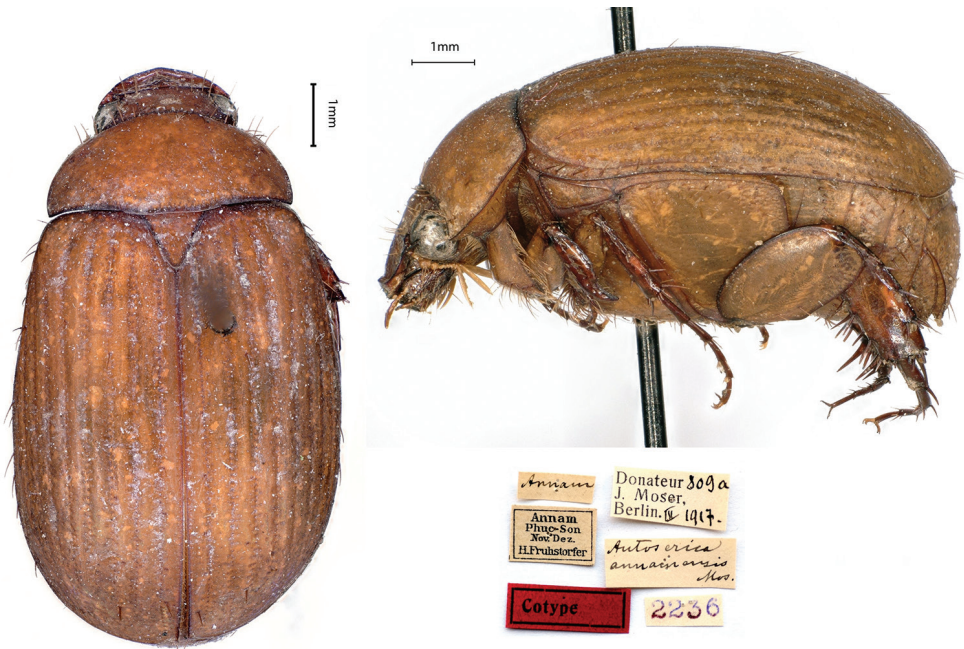 1mm
1mm
Annam
Annam
Phuc-Son
Nov. Dez.
H.Fruhstorfer
Cotype
Donateur 809a
J. Moser,
Berlin. IV 1917.
Autoserica
annamensis
Mos.
2236